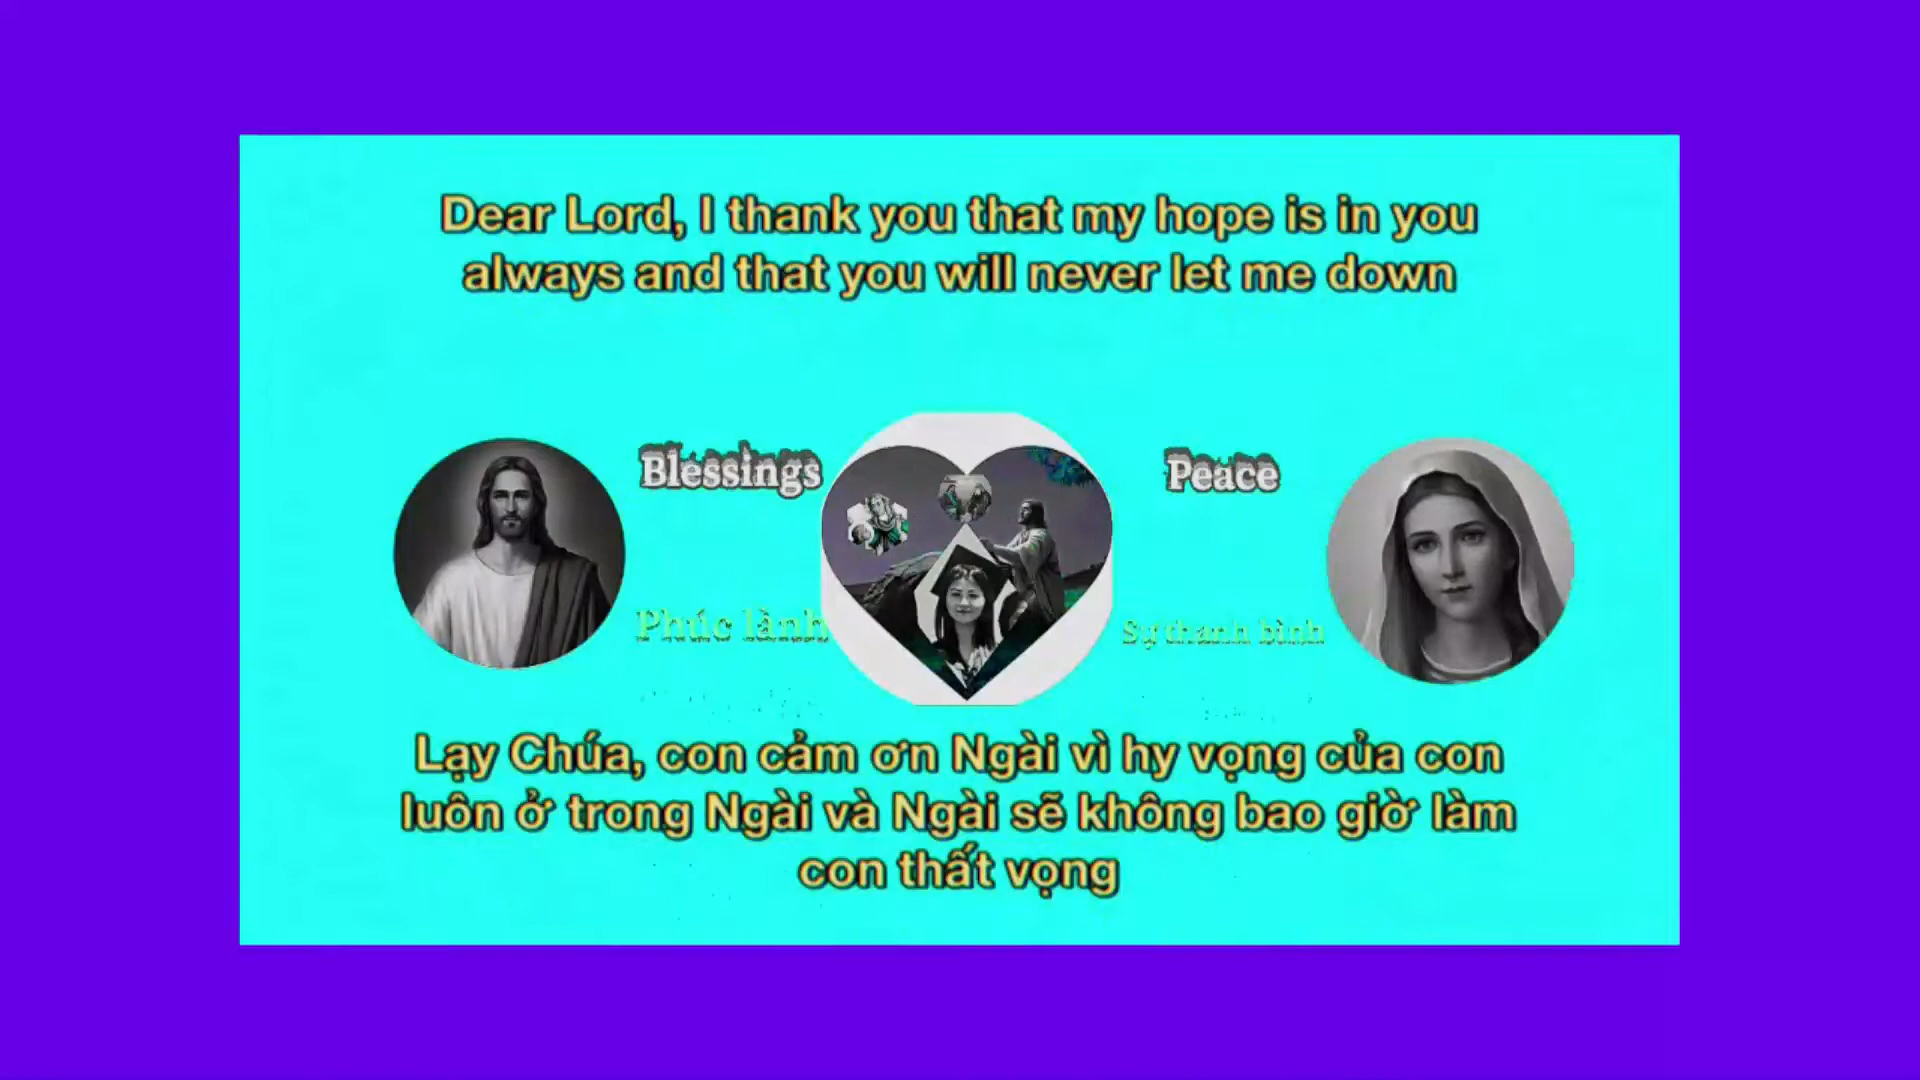 Dear Lord, I thank you that my hope is in you
always and that you will never let me down
Blessings
Peace
Phúc lành
Sự thanh bình
Lạy Chúa, con cảm ơn Ngài vì hy vọng của con
luôn ở trong Ngài và Ngài sẽ không bao giờ làm
con thất vọng